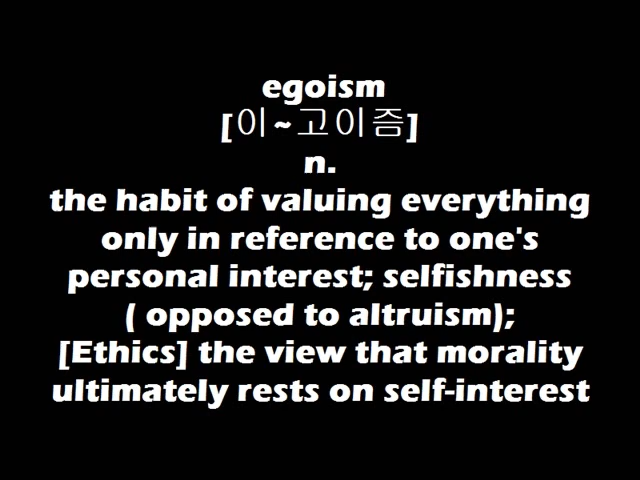 egoism
[이~고이즘]
n.
the habit of valuing everything
only in reference to one's
personal interest; selfishness
( opposed to altruism);
[Ethics] the view that morality
ultimately rests on self-interest